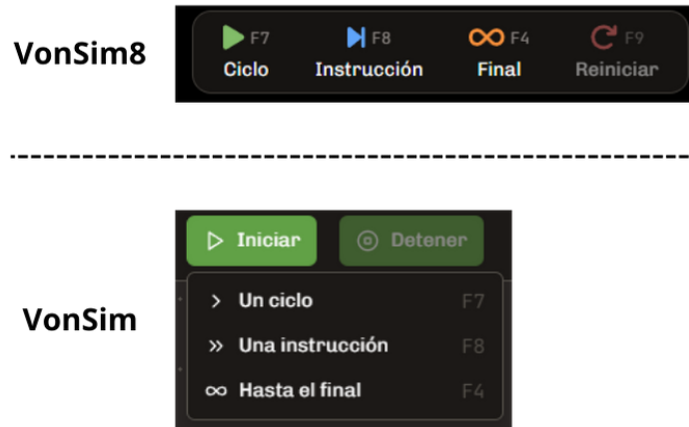 VonSim8
F7 F8 F4 F9
Ciclo Instrucción Final Reiniciar
VonSim
Iniciar Detener
Un ciclo F7
Una instrucción F8
Hasta el final F4